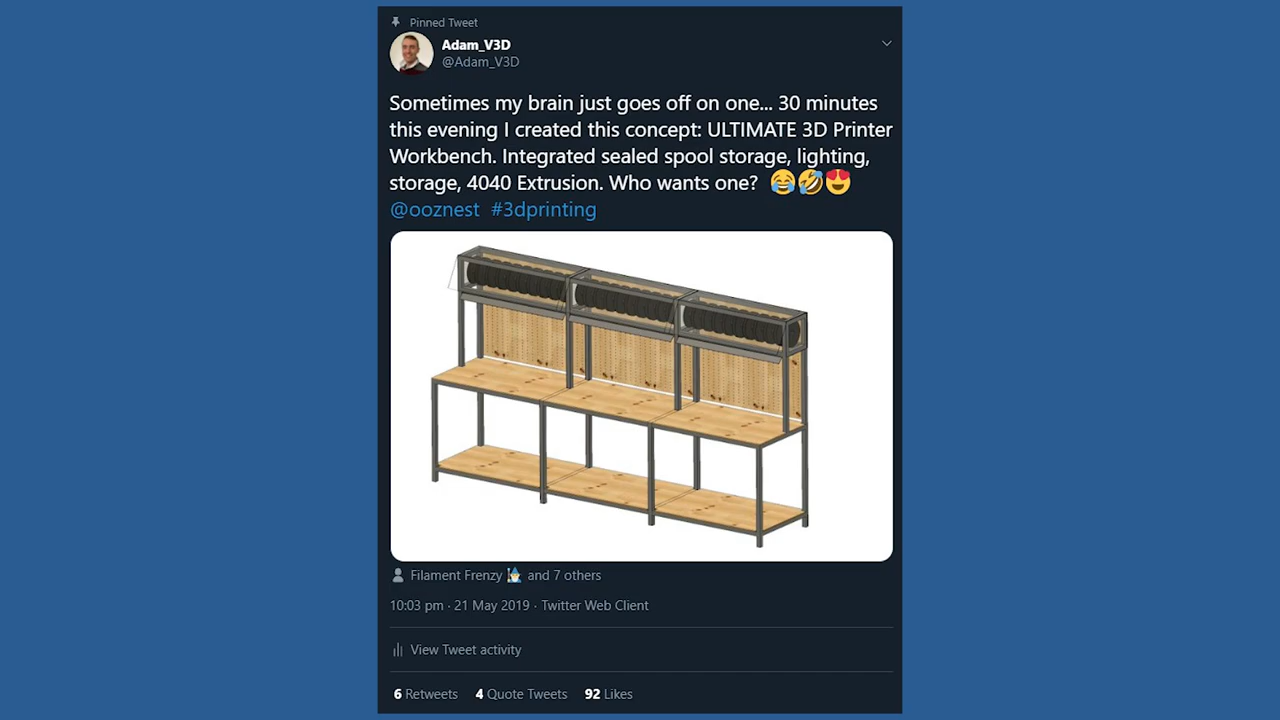 Pinned Tweet
Adam_V3D
@Adam_V3D
Sometimes my brain just goes off on one... 30 minutes
this evening I created this concept: ULTIMATE 3D Printer
Workbench. Integrated sealed spool storage, lighting,
storage, 4040 Extrusion. Who wants one? 😂🤣😍
@ooznest #3dprinting
Filament Frenzy and 7 others
10:03 pm · 21 May 2019 · Twitter Web Client
View Tweet activity
6 Retweets 4 Quote Tweets 92 Likes